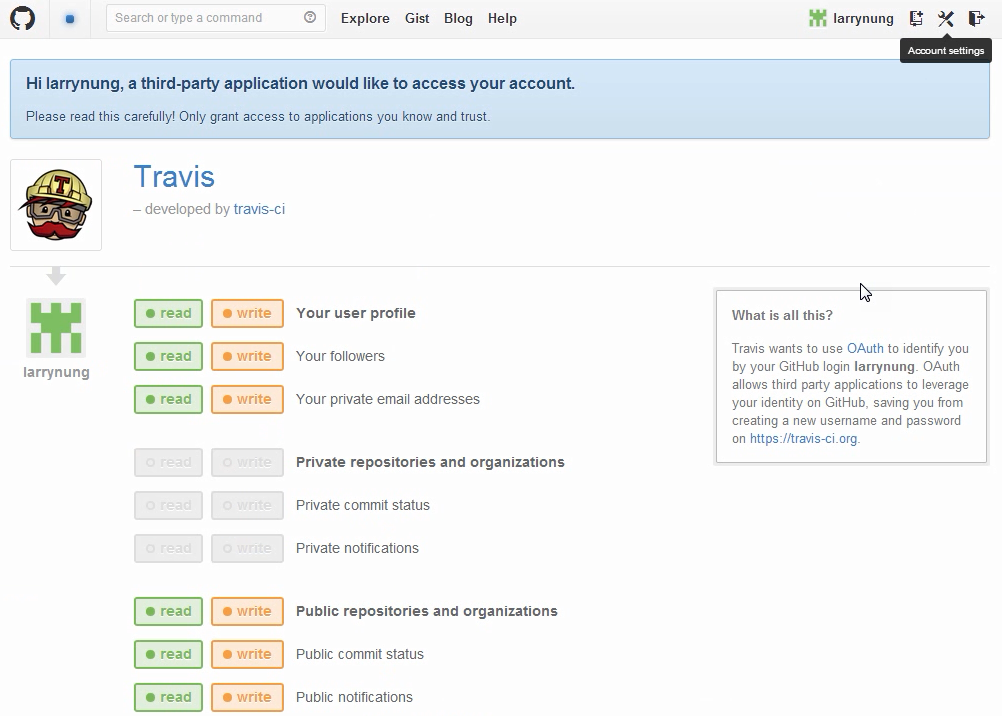 Search or type a command
Explore Gist Blog Help
larrynung
Account settings
Hi larrynung, a third-party application would like to access your account.
Please read this carefully! Only grant access to applications you know and trust.
T
Travis
– developed by travis-ci
larrynung
read write Your user profile
read write Your followers
read write Your private email addresses
read write Private repositories and organizations
read write Private commit status
read write Private notifications
read write Public repositories and organizations
read write Public commit status
read write Public notifications
What is all this?
Travis wants to use OAuth to identify you
by your GitHub login larrynung. OAuth
allows third party applications to leverage
your identity on GitHub, saving you from
creating a new username and password
on https://travis-ci.org.